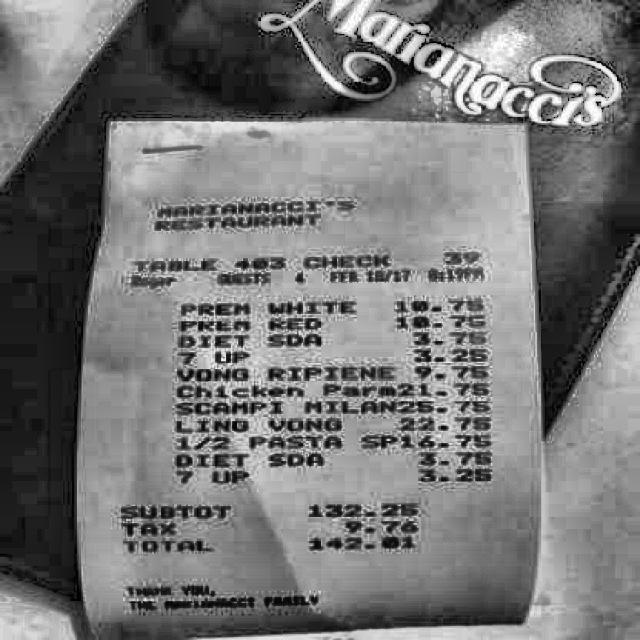 Marianacci's
MARIANACCI'S
RESTAURANT
TABLE 403 CHECK 39
GUESTS 4 FEB 18/17
PREM WHITE 10.75
PREM RED 10.75
DIET SDA 3.75
7 UP 3.25
VONG RIPIENE 9.75
Chicken Parm21.75
SCAMPI MILAN25.75
LING VONG 22.75
1/2 PASTA SP16.75
DIET SDA 3.75
7 UP 3.25
SUBTOT 132.25
TAX 9.76
TOTAL 142.01
THANK YOU,
THE MARIANACCI FAMILY